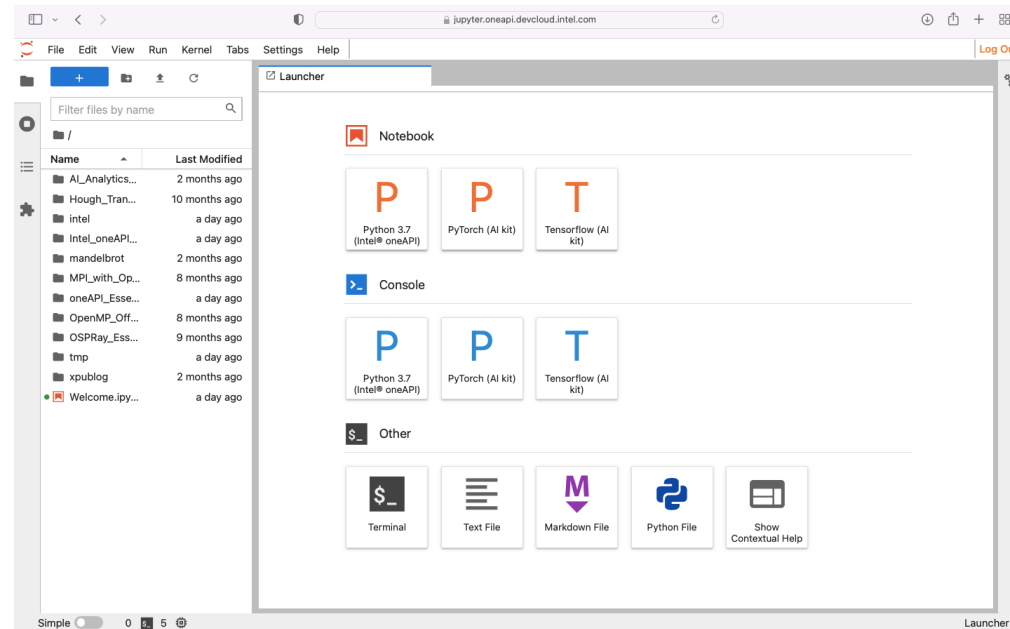 jupyter.oneapi.devcloud.intel.com
File Edit View Run Kernel Tabs Settings Help
Log Ou
+
Launcher
Filter files by name
/
Name Last Modified
AI_Analytics... 2 months ago
Hough_Tran... 10 months ago
intel a day ago
Intel_oneAPI... a day ago
mandelbrot 2 months ago
MPI_with_Op... 8 months ago
oneAPI_Esse... a day ago
OpenMP_Off... 8 months ago
OSPRay_Ess... 9 months ago
tmp a day ago
xpublog 2 months ago
Welcome.ipy... a day ago
Notebook
P P T
Python 3.7 PyTorch (AI kit) Tensorflow (AI
(Intel® oneAPI) kit)
>_ Console
P P T
Python 3.7 PyTorch (AI kit) Tensorflow (AI
(Intel® oneAPI) kit)
$_ Other
$_ M
Terminal Text File Markdown File Python File Show
Contextual Help
Simple 0 $_ 5 Launcher